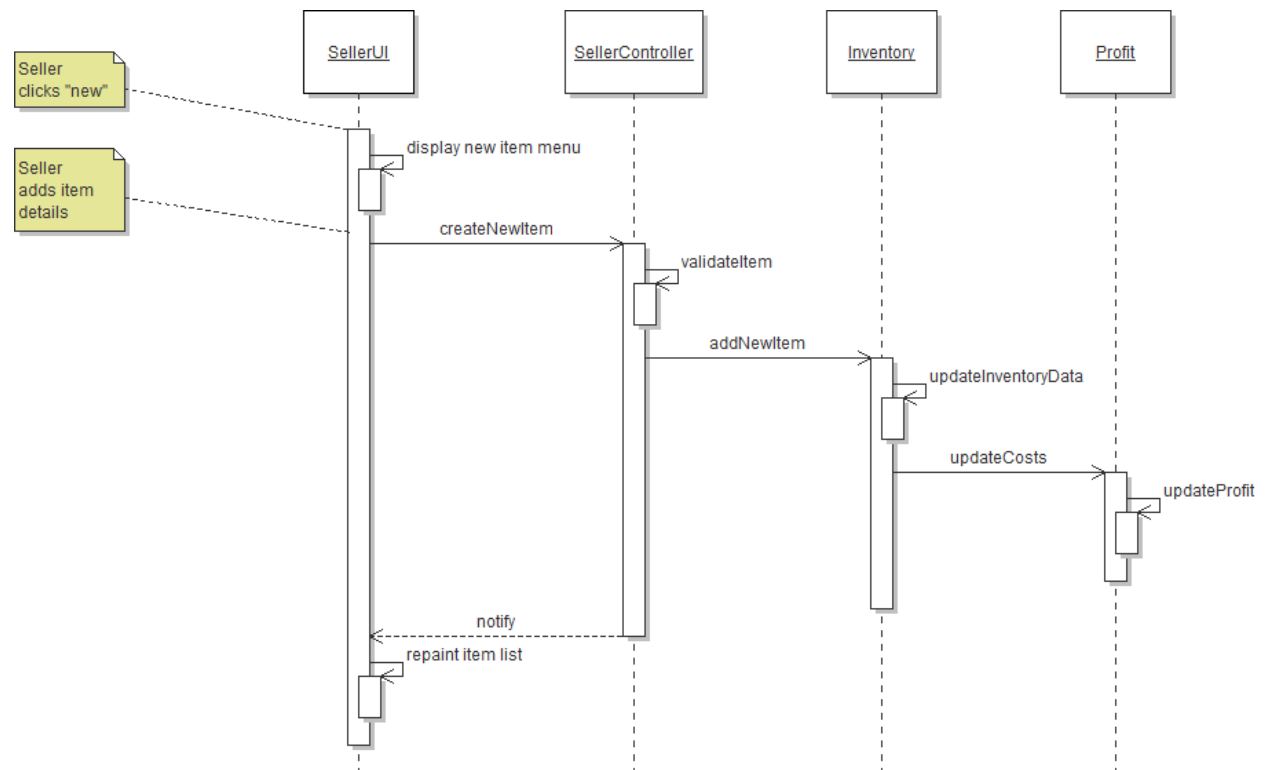 SellerUI
SellerController
Inventory
Profit
Seller
clicks "new"
display new item menu
Seller
adds item
details
createNewItem
validateItem
addNewItem
updateInventoryData
updateCosts
updateProfit
notify
repaint item list